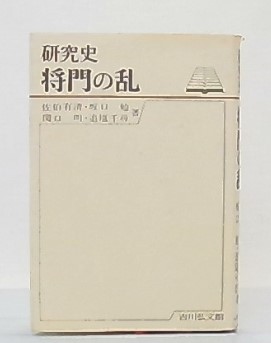 研究史
将門の乱
佐伯有清・坂口 勉
関口 明・追塩千尋
著
吉川弘文館